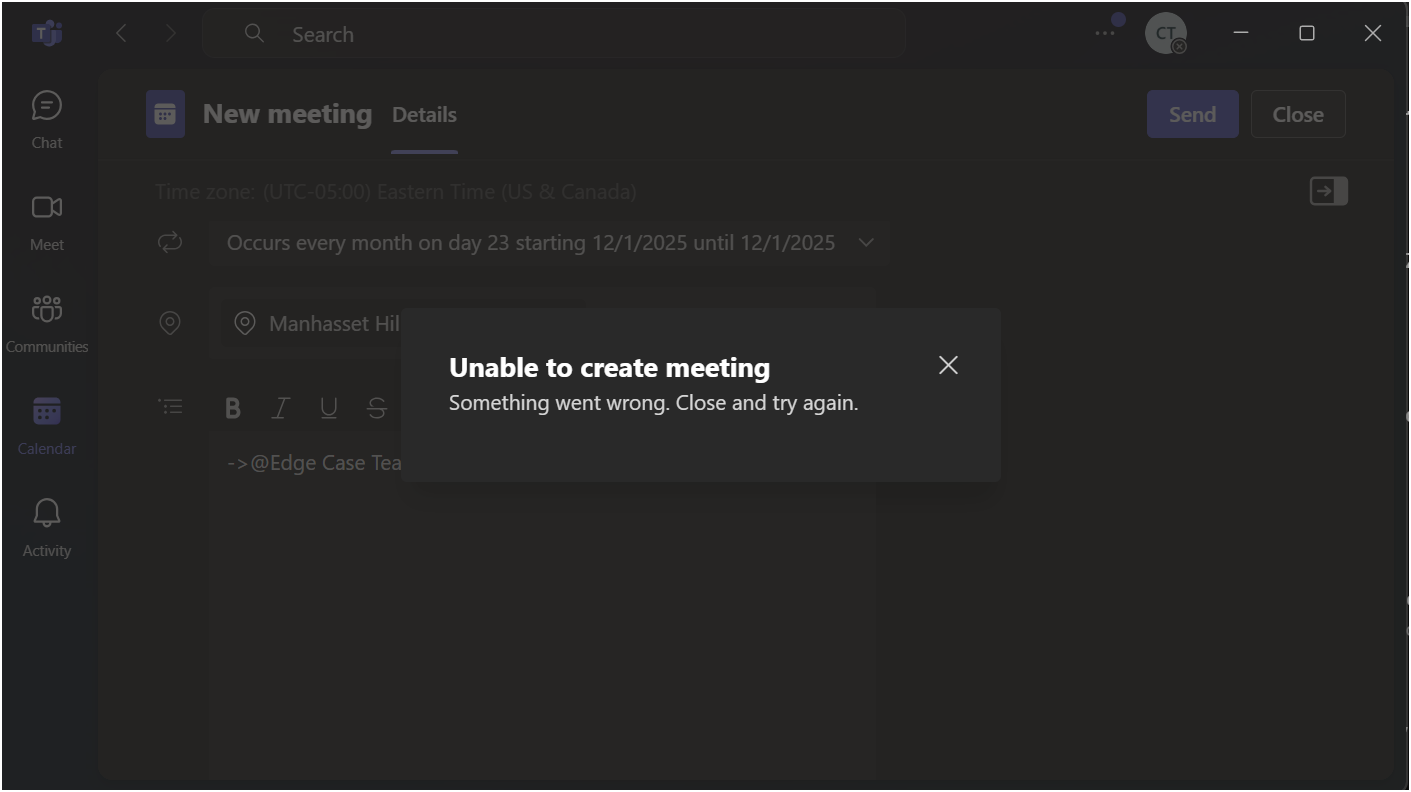 Search
CT
Chat
Meet
Communities
Calendar
Activity
New meeting
Details
Send
Close
Time zone: (UTC-05:00) Eastern Time (US & Canada)
Occurs every month on day 23 starting 12/1/2025 until 12/1/2025
Manhasset Hil
B I U S
->@Edge Case Tea
Unable to create meeting
Something went wrong. Close and try again.